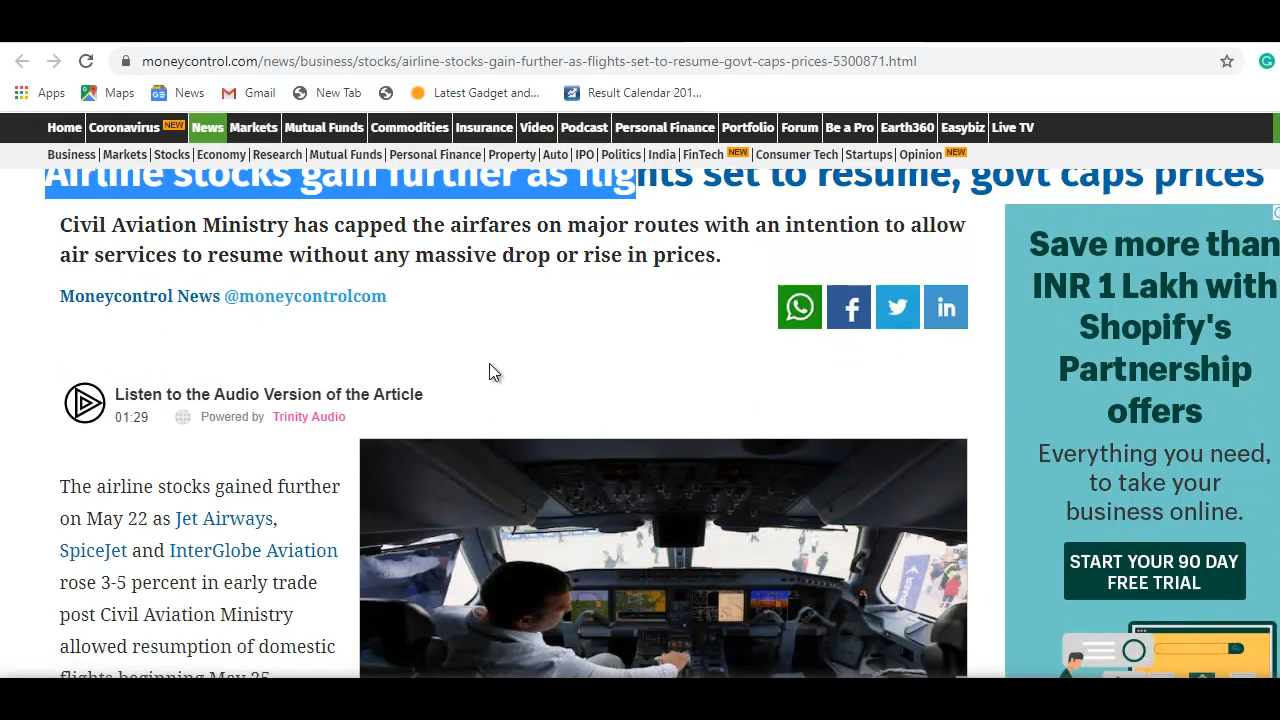 moneycontrol.com/news/business/stocks/airline-stocks-gain-further-as-flights-set-to-resume-govt-caps-prices-5300871.html
Apps Maps News Gmail New Tab Latest Gadget and... Result Calendar 201...
Home Coronavirus NEW News Markets Mutual Funds Commodities Insurance Video Podcast Personal Finance Portfolio Forum Be a Pro Earth360 Easybiz Live TV
Business Markets Stocks Economy Research Mutual Funds Personal Finance Property Auto IPO Politics India FinTech NEW Consumer Tech Startups Opinion NEW
Airline stocks gain further as flights set to resume, govt caps prices
Civil Aviation Ministry has capped the airfares on major routes with an intention to allow
air services to resume without any massive drop or rise in prices.
Moneycontrol News @moneycontrolcom
Listen to the Audio Version of the Article
01:29 Powered by Trinity Audio
The airline stocks gained further
on May 22 as Jet Airways,
SpiceJet and InterGlobe Aviation
rose 3-5 percent in early trade
post Civil Aviation Ministry
allowed resumption of domestic
flights beginning May 25
Save more than
INR 1 Lakh with
Shopify's
Partnership
offers
Everything you need,
to take your
business online.
START YOUR 90 DAY
FREE TRIAL